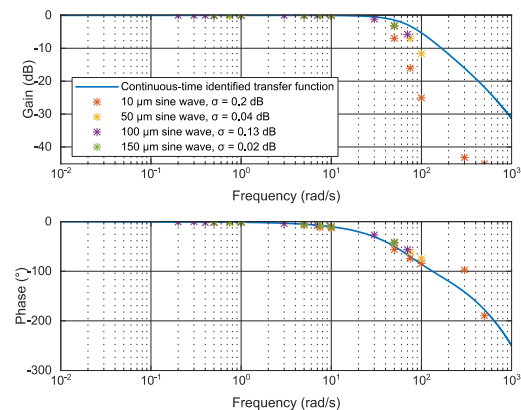 0
-10
-20
-30
-40
Gain (dB)
Continuous-time identified transfer function
10 μm sine wave, σ = 0.2 dB
50 μm sine wave, σ = 0.04 dB
100 μm sine wave, σ = 0.13 dB
150 μm sine wave, σ = 0.02 dB
10^-2 10^-1 10^0 10^1 10^2 10^3
Frequency (rad/s)
0
-100
-200
-300
Phase (°)
10^-2 10^-1 10^0 10^1 10^2 10^3
Frequency (rad/s)